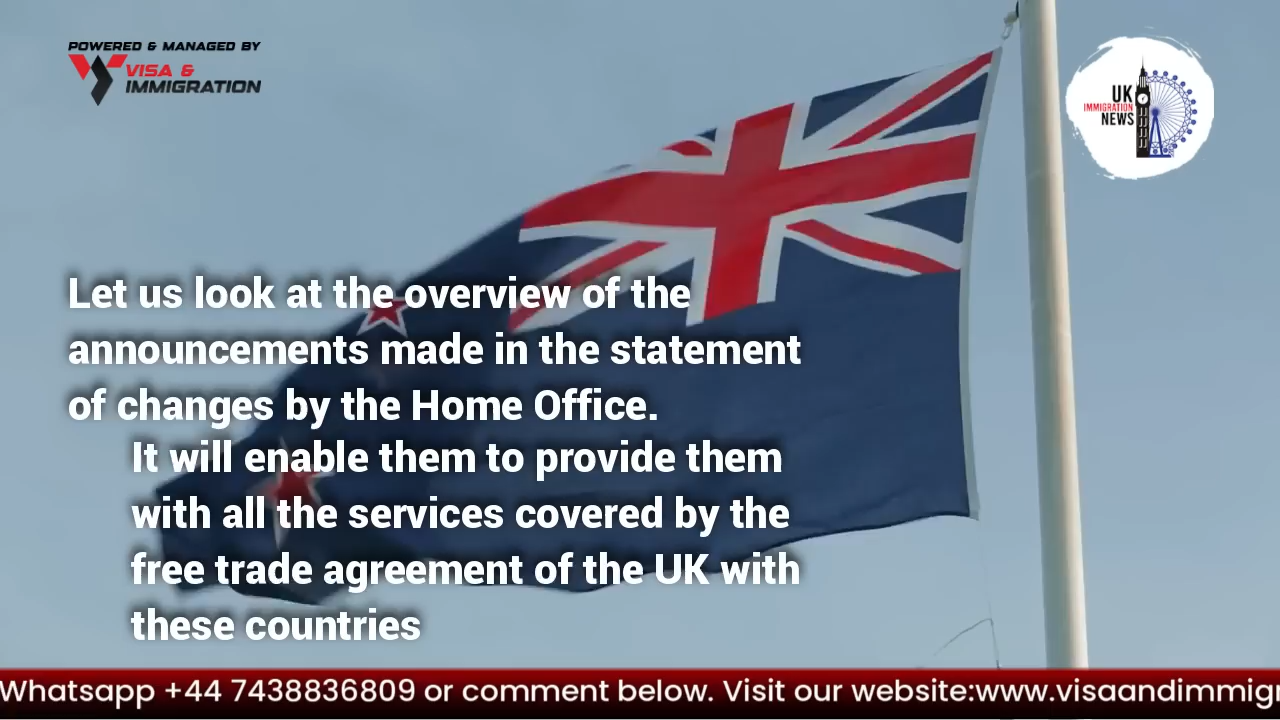 POWERED & MANAGED BY
VISA &
IMMIGRATION
UK
IMMIGRATION
NEWS
Let us look at the overview of the
announcements made in the statement
of changes by the Home Office.
It will enable them to provide them
with all the services covered by the
free trade agreement of the UK with
these countries
Whatsapp +44 7438836809 or comment below. Visit our website:www.visaandimmigr